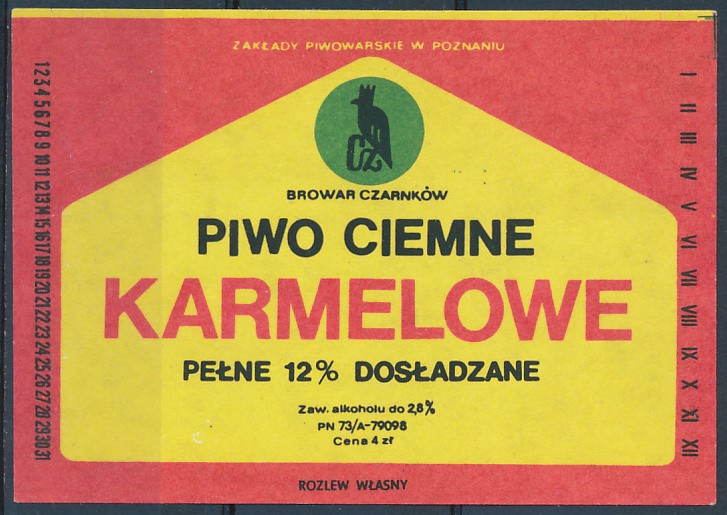 ZAKŁADY PIWOWARSKIE W POZNANIU
1 2 3 4 5 6 7 8 9 10 11 12 13 14 15 16 17 18 19 20 21 22 23 24 25 26 27 28 29 30 31
Cz
BROWAR CZARNKÓW
PIWO CIEMNE
KARMELOWE
PEŁNE 12% DOSŁADZANE
Zaw. alkoholu do 2,8%
PN 73/A-79098
Cena 4 zł
I II III IV V VI VII VIII IX X XI XII
ROZLEW WŁASNY